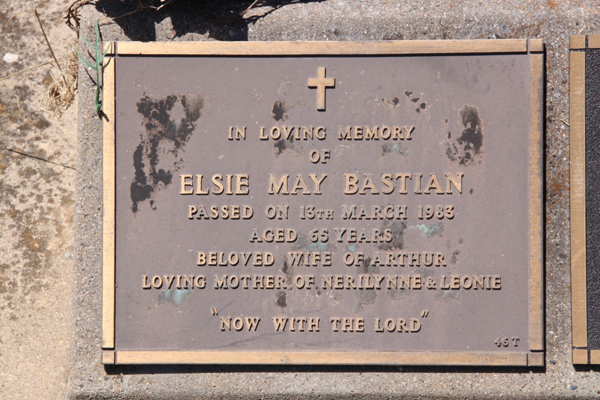 IN LOVING MEMORY
OF
ELSIE MAY BASTIAN
PASSED ON 13TH MARCH 1983
AGED 65 YEARS
BELOVED WIFE OF ARTHUR
LOVING MOTHER OF NERILYNNE & LEONIE
"NOW WITH THE LORD"
46T